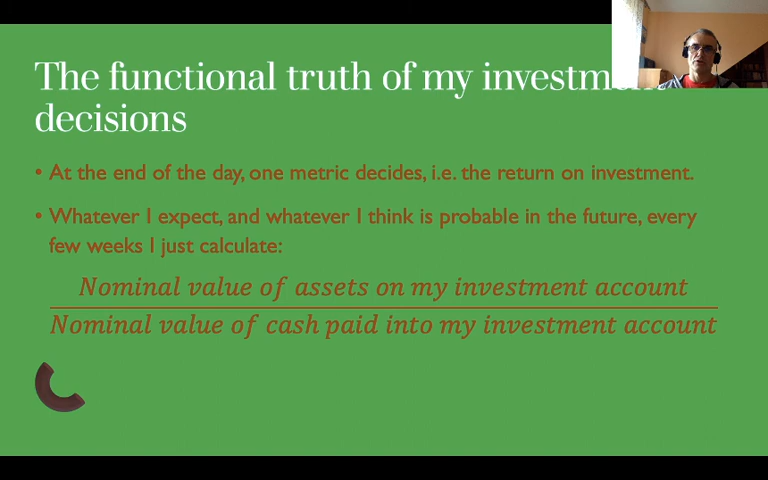 The functional truth of my investment
decisions
• At the end of the day, one metric decides, i.e. the return on investment.
• Whatever I expect, and whatever I think is probable in the future, every
few weeks I just calculate:
Nominal value of assets on my investment account
Nominal value of cash paid into my investment account